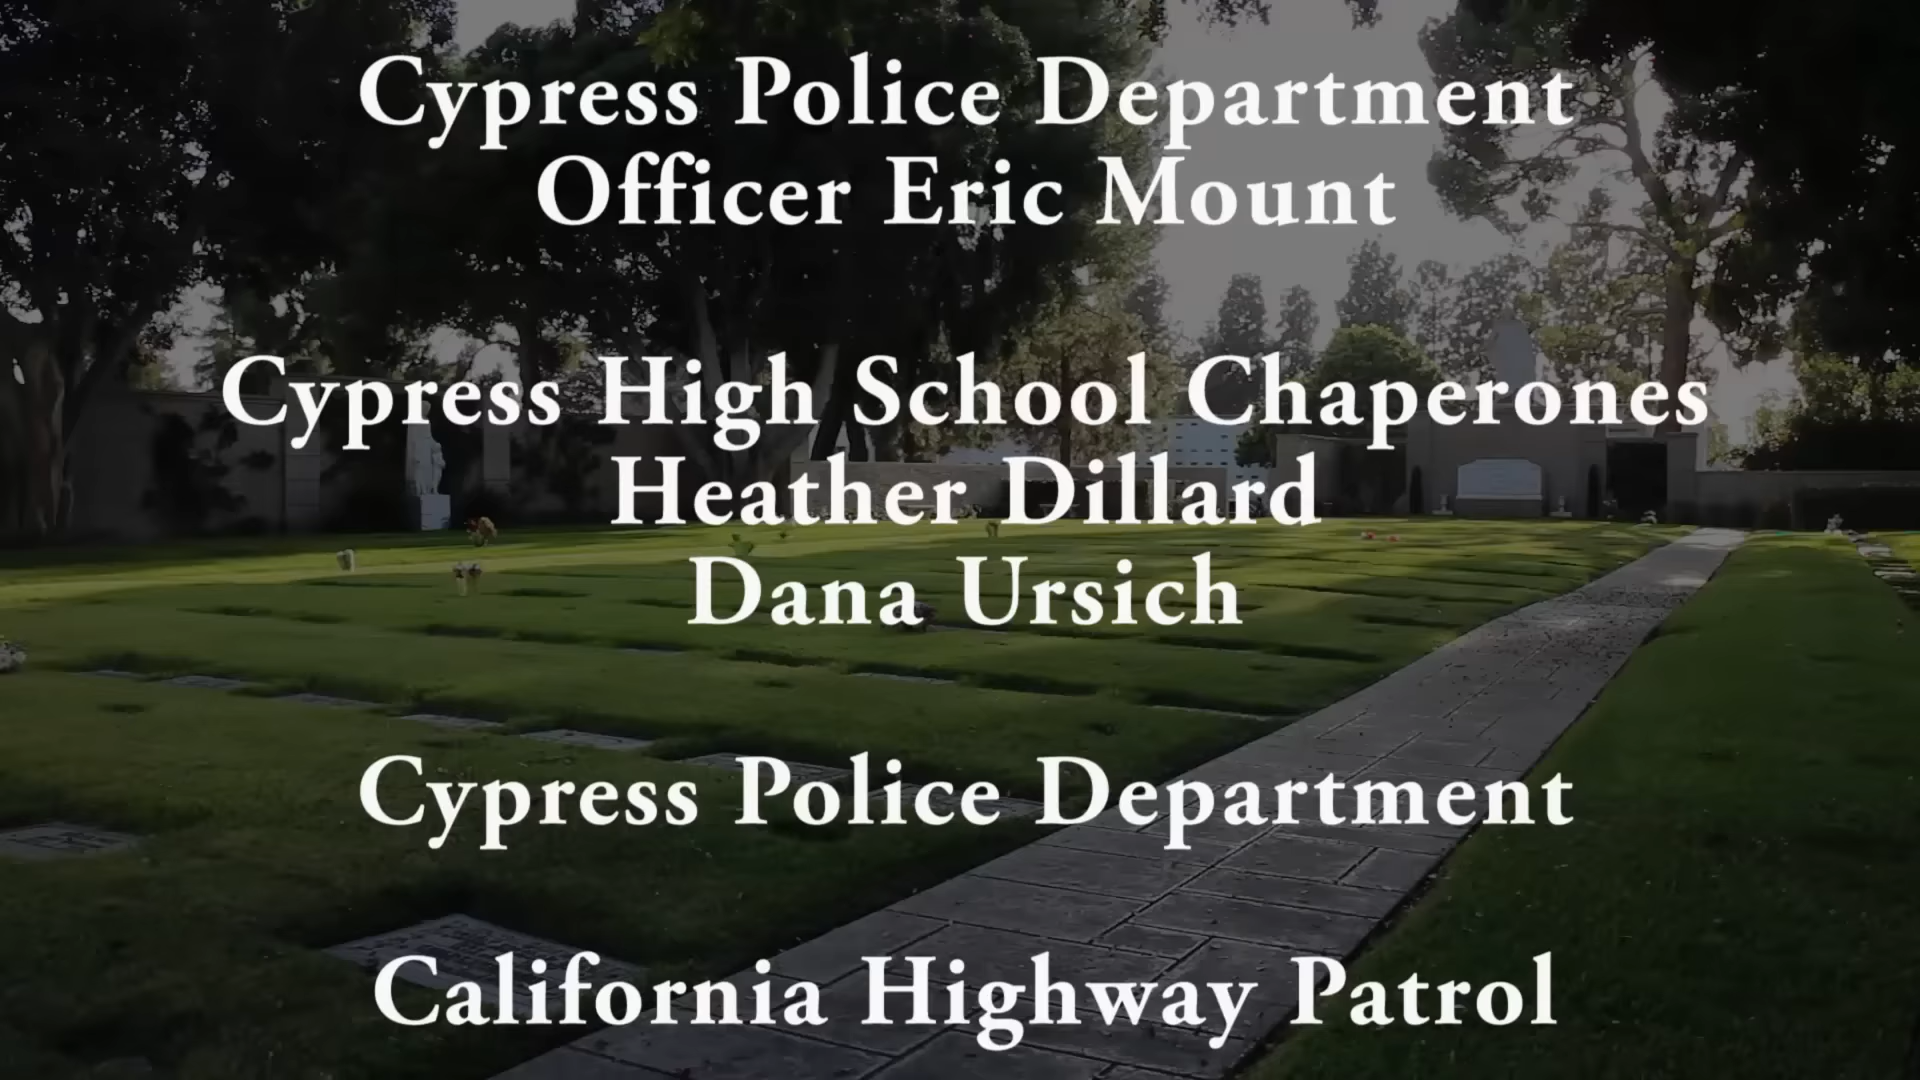 Cypress Police Department
Officer Eric Mount
Cypress High School Chaperones
Heather Dillard
Dana Ursich
Cypress Police Department
California Highway Patrol